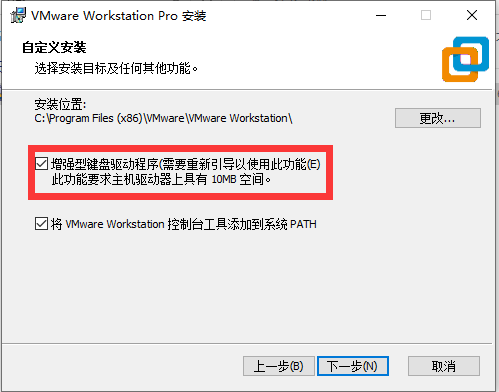 VMware Workstation Pro 安装
自定义安装
选择安装目标及任何其他功能。
安装位置:
C:\Program Files (x86)\VMware\VMware Workstation\
更改...
增强型键盘驱动程序(需要重新引导以使用此功能(E)
此功能要求主机驱动器上具有 10MB 空间。
将 VMware Workstation 控制台工具添加到系统 PATH
上一步(B) 下一步(N) 取消